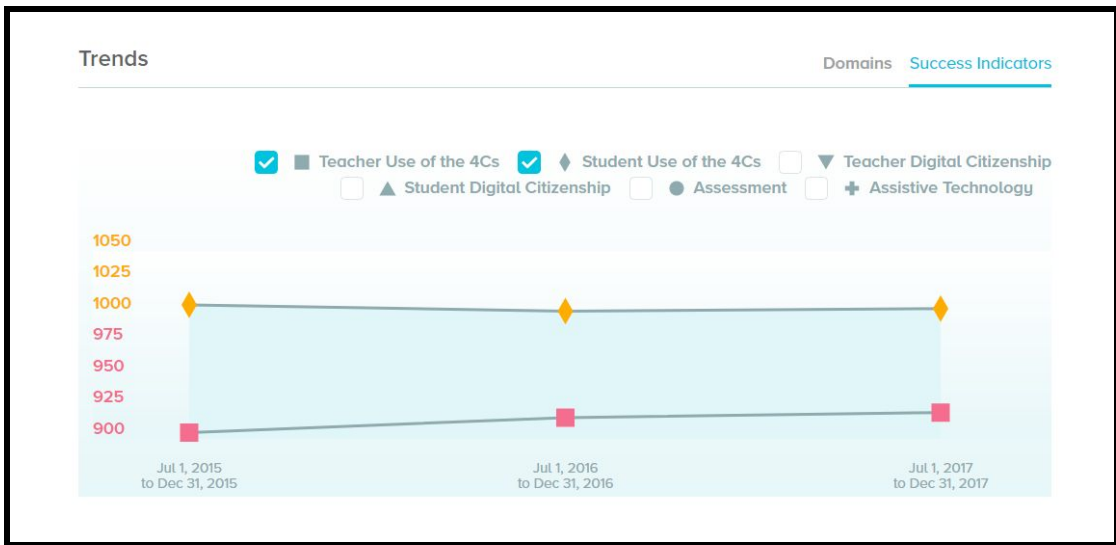 Trends
Domains Success Indicators
Teacher Use of the 4Cs Student Use of the 4Cs Teacher Digital Citizenship
Student Digital Citizenship Assessment Assistive Technology
1050
1025
1000
975
950
925
900
Jul 1, 2015 Jul 1, 2016 Jul 1, 2017
to Dec 31, 2015 to Dec 31, 2016 to Dec 31, 2017